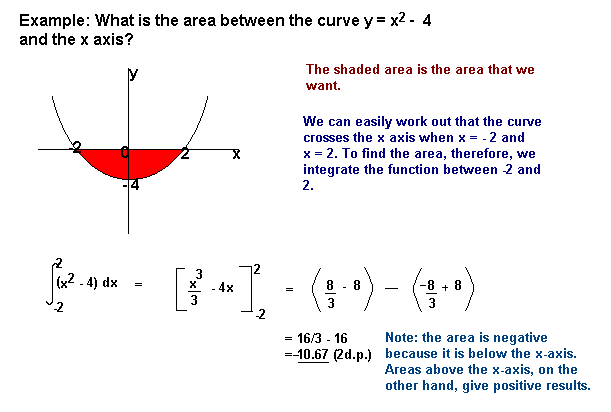 Example: What is the area between the curve y = x² - 4
and the x axis?
y
The shaded area is the area that we
want.
We can easily work out that the curve
crosses the x axis when x = - 2 and
x = 2. To find the area, therefore, we
integrate the function between -2 and
2.
-2 0 2 x
- 4
∫₋₂² (x² - 4) dx = [x³/3 - 4x]₋₂² = (8/3 - 8) — (−8/3 + 8)
= 16/3 - 16
=-10.67 (2d.p.)
Note: the area is negative
because it is below the x-axis.
Areas above the x-axis, on the
other hand, give positive results.